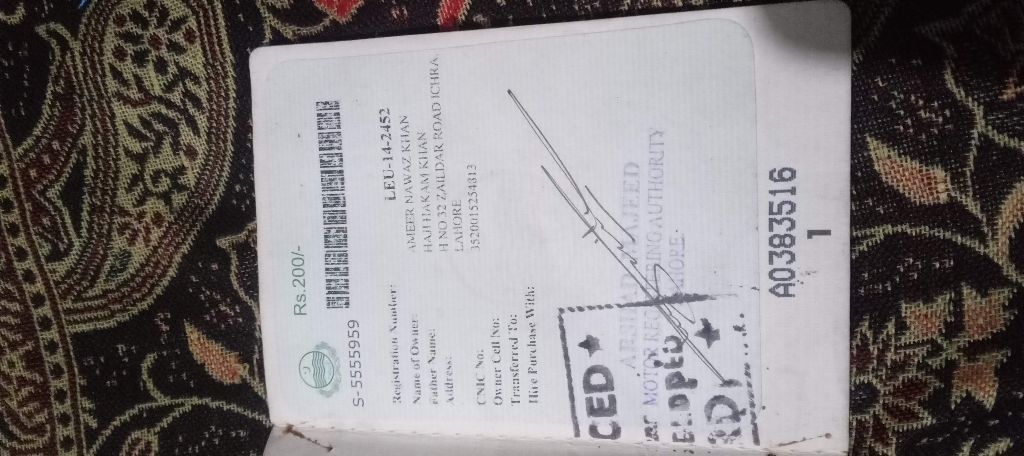 Rs.200/-
S-5555959
Registration Number: LEU-14-2452
Name of Owner: AMEER NAWAZ KHAN
Father Name: HAJI HAKAM KHAN
Address: H NO 32 ZAILDAR ROAD ICHRA
LAHORE
CNIC No: 3520015254813
Owner Cell No:
Transferred To:
Hire Purchase With:
CED ★
MOTOR REGISTERING AUTHORITY
LAHORE.
A0383516
1